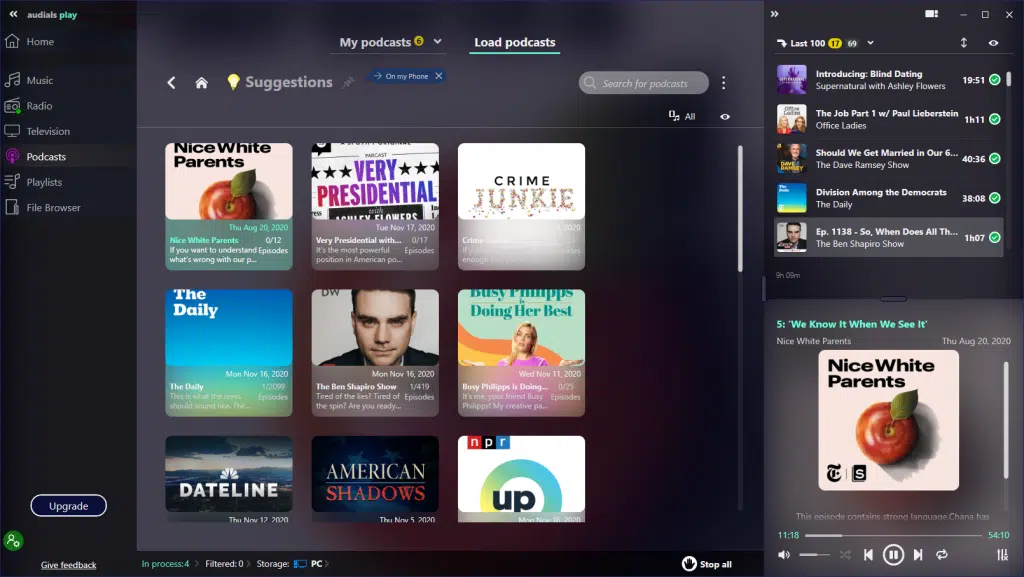 audials play
Home
Music
Radio
Television
Podcasts
Playlists
File Browser
Upgrade
Give feedback
My podcasts 6
Load podcasts
Suggestions
On my Phone
Search for podcasts
All
Nice White
Parents
Thu Aug 20, 2020
Nice White Parents 0/12
If you want to understand Episodes
what's wrong with our p...
PARCAST
VERY
PRESIDENTIAL
with
ASHLEY FLOWERS
Tue Nov 17, 2020
Very Presidential with... 0/17
It's the most powerful Episodes
position in American po...
CRIME
JUNKIE
The
Daily
Mon Nov 16, 2020
The Daily 1/2099
This is what the news Episodes
should sound like. The...
DW
Mon Nov 16, 2020
The Ben Shapiro Show 1/419
Tired of the lies? Tired of Episodes
the spin? Are you ready...
Busy Philipps is
Doing Her Best
Wed Nov 11, 2020
Busy Philipps is Doing... 0/25
It's me, your friend Busy Episodes
Philipps! My creative pa...
DATELINE
Thu Nov 12, 2020
AMERICAN
SHADOWS
Thu Nov 5, 2020
npr
up
Mon Nov 16, 2020
In process: 4 Filtered: 0 Storage: PC
Stop all
Last 100 17 69
Introducing: Blind Dating
Supernatural with Ashley Flowers
19:51
The Job Part 1 w/ Paul Lieberstein
Office Ladies
1h11
Should We Get Married in Our 6...
The Dave Ramsey Show
40:36
Division Among the Democrats
The Daily
38:08
Ep. 1138 - So, When Does All Th...
The Ben Shapiro Show
1h07
9h 09m
5: 'We Know It When We See It'
Nice White Parents Thu Aug 20, 2020
Nice White
Parents
This episode contains strong language.Chana has
11:18
54:10